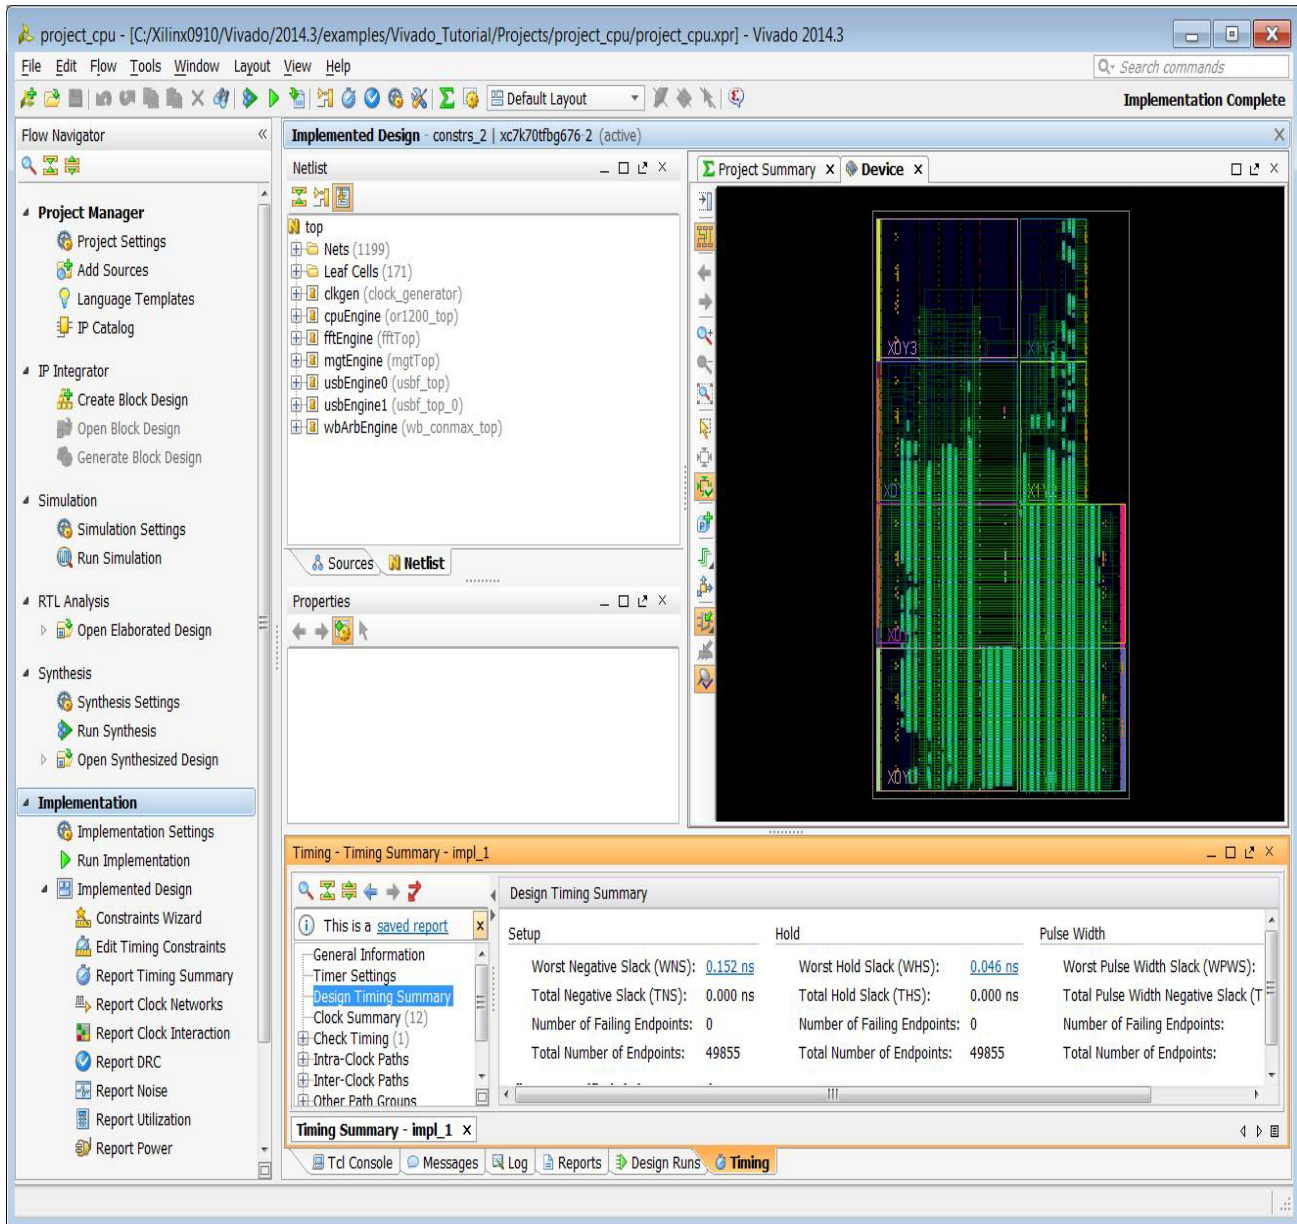 project_cpu - [C:/Xilinx0910/Vivado/2014.3/examples/Vivado_Tutorial/Projects/project_cpu/project_cpu.xpr] - Vivado 2014.3
File Edit Flow Tools Window Layout View Help
Search commands
Default Layout
Implementation Complete
Flow Navigator
Project Manager
Project Settings
Add Sources
Language Templates
IP Catalog
IP Integrator
Create Block Design
Open Block Design
Generate Block Design
Simulation
Simulation Settings
Run Simulation
RTL Analysis
Open Elaborated Design
Synthesis
Synthesis Settings
Run Synthesis
Open Synthesized Design
Implementation
Implementation Settings
Run Implementation
Implemented Design
Constraints Wizard
Edit Timing Constraints
Report Timing Summary
Report Clock Networks
Report Clock Interaction
Report DRC
Report Noise
Report Utilization
Report Power
Implemented Design - constrs_2 | xc7k70tfbg676-2 (active)
Netlist
top
Nets (1199)
Leaf Cells (171)
clkgen (clock_generator)
cpuEngine (or1200_top)
fftEngine (fftTop)
mgtEngine (mgtTop)
usbEngine0 (usbf_top)
usbEngine1 (usbf_top_0)
wbArbEngine (wb_conmax_top)
Sources Netlist
Properties
Project Summary Device
X0Y3 X1Y3
X1Y2
X0Y0
Timing - Timing Summary - impl_1
This is a saved report
General Information
Timer Settings
Design Timing Summary
Clock Summary (12)
Check Timing (1)
Intra-Clock Paths
Inter-Clock Paths
Other Path Groups
Design Timing Summary
Setup Hold Pulse Width
Worst Negative Slack (WNS): 0.152 ns Worst Hold Slack (WHS): 0.046 ns Worst Pulse Width Slack (WPWS):
Total Negative Slack (TNS): 0.000 ns Total Hold Slack (THS): 0.000 ns Total Pulse Width Negative Slack (T
Number of Failing Endpoints: 0 Number of Failing Endpoints: 0 Number of Failing Endpoints:
Total Number of Endpoints: 49855 Total Number of Endpoints: 49855 Total Number of Endpoints:
Timing Summary - impl_1
Tcl Console Messages Log Reports Design Runs Timing